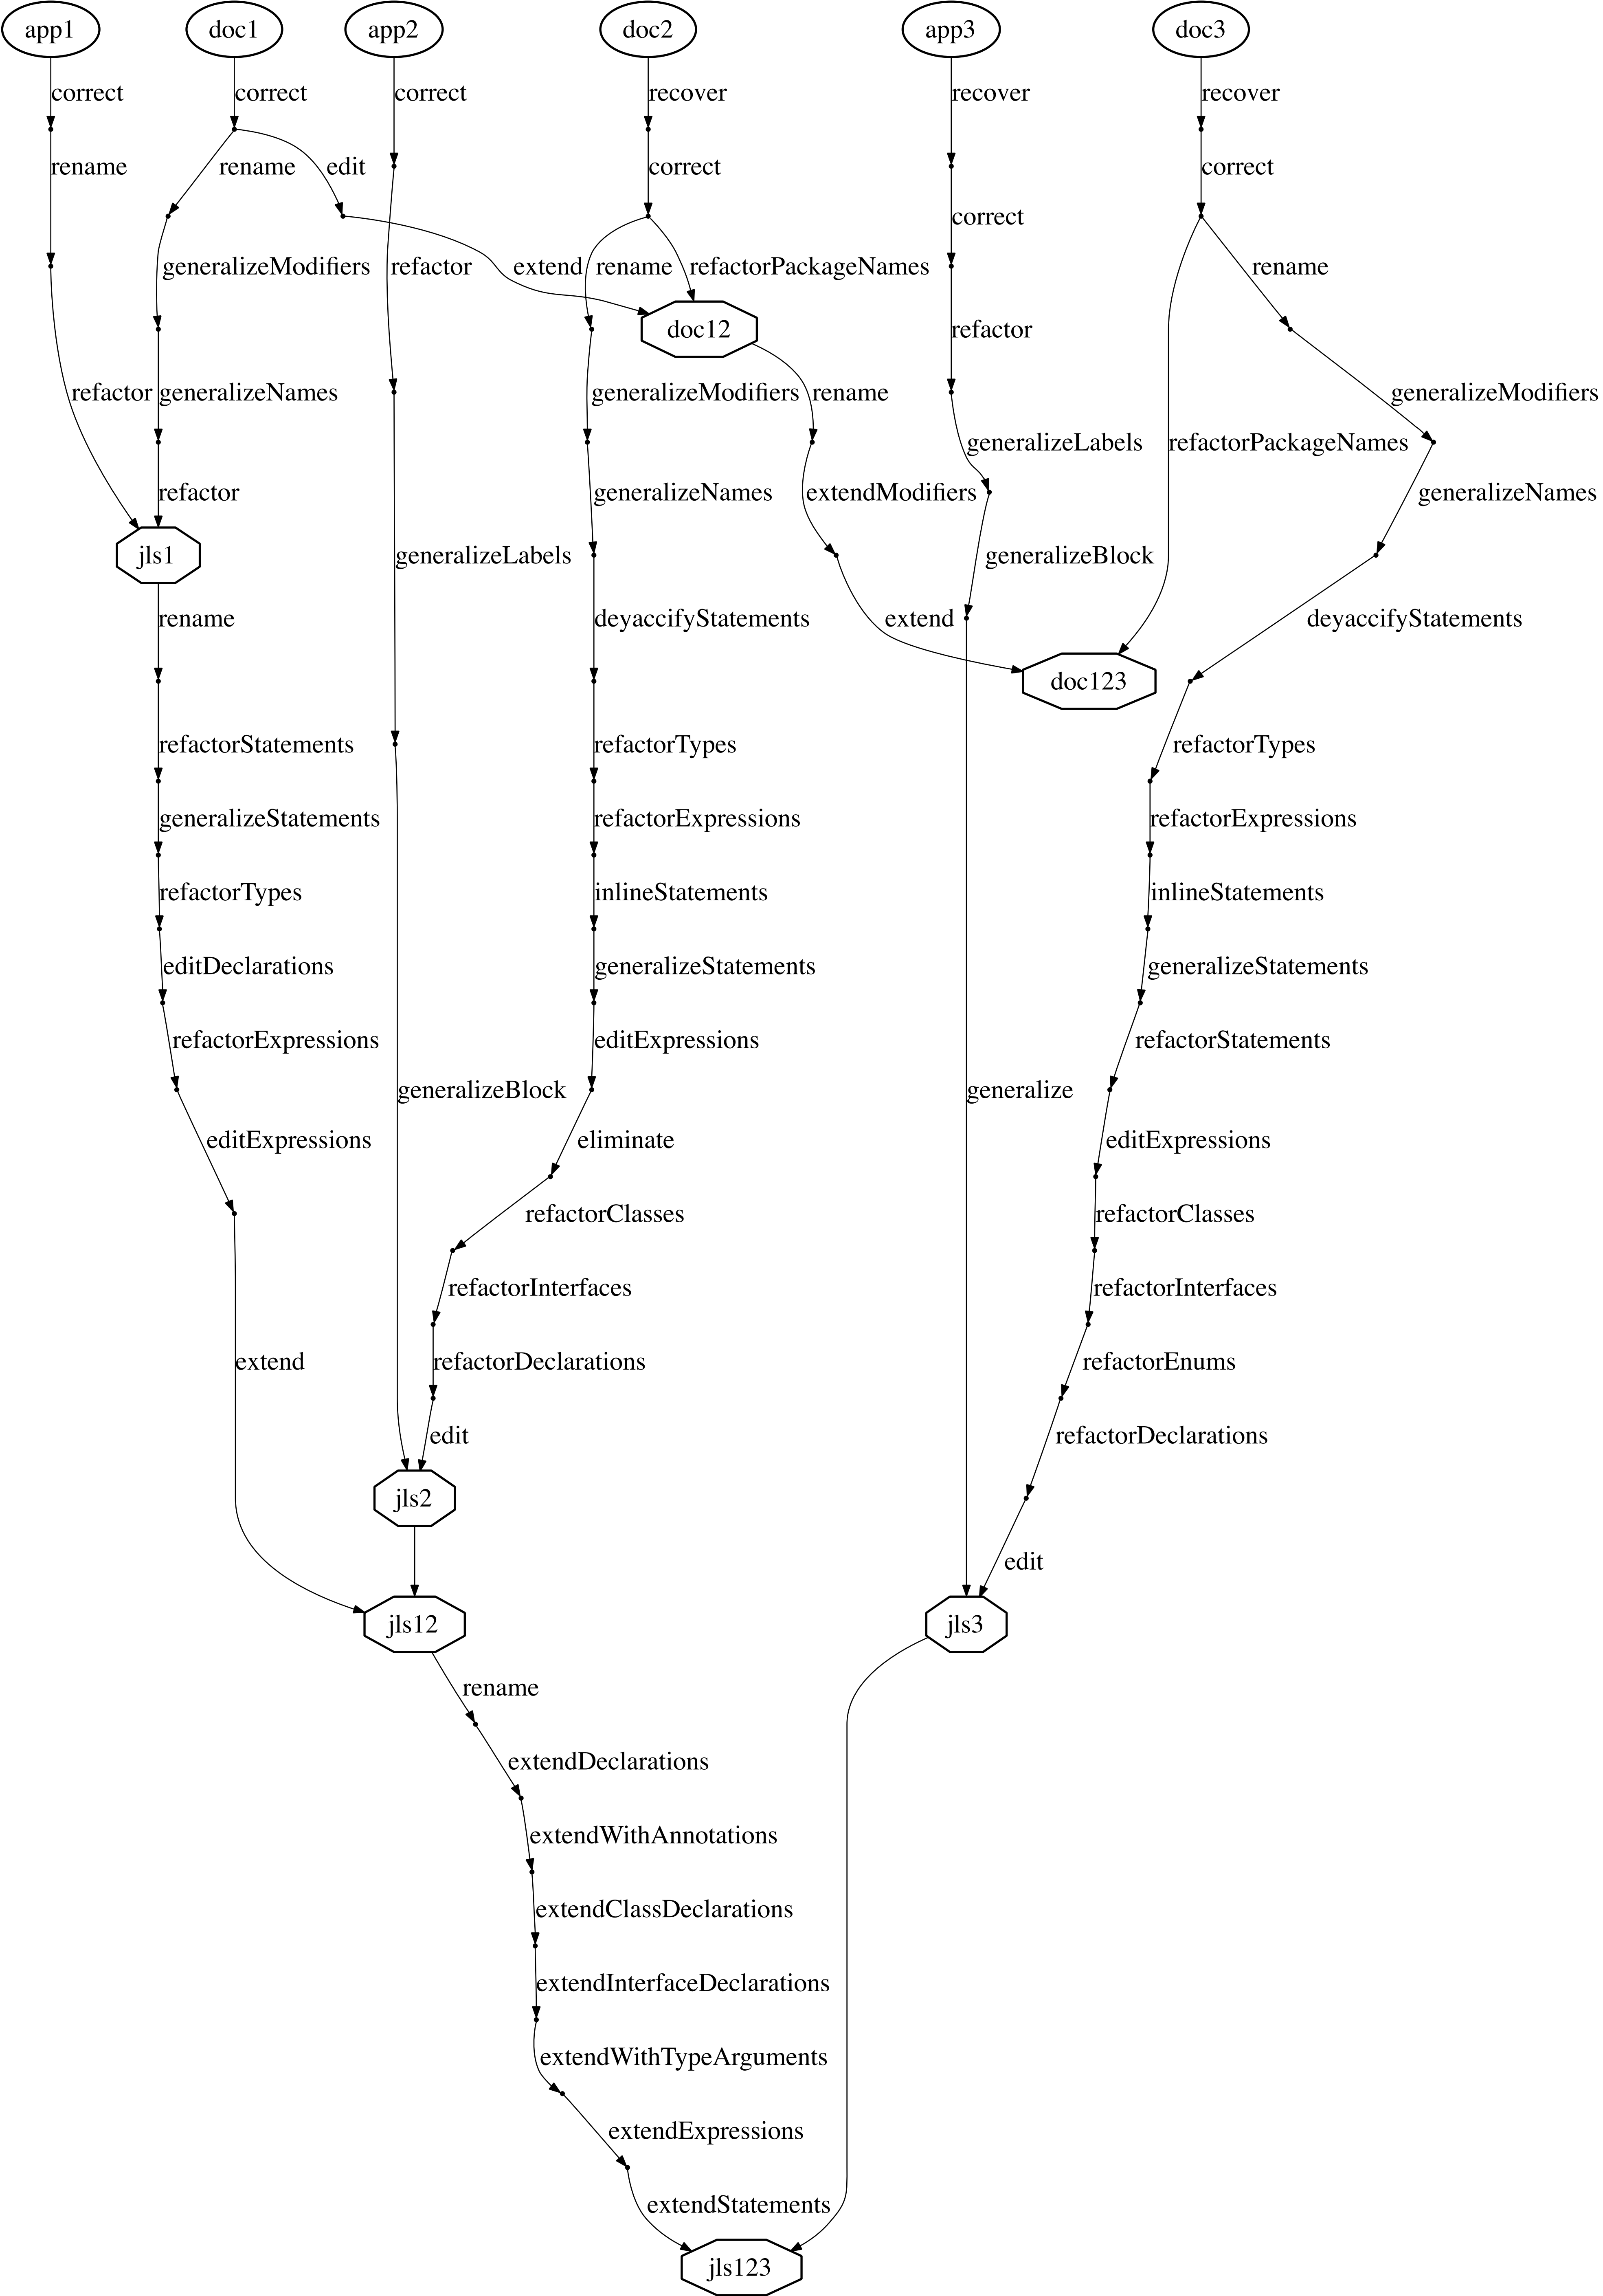 app1
doc1
app2
doc2
app3
doc3
correct
correct
correct
recover
recover
recover
rename
rename
edit
correct
correct
correct
generalizeModifiers
refactor
extend
rename
refactorPackageNames
rename
doc12
refactor
refactor
generalizeNames
generalizeModifiers
rename
generalizeModifiers
generalizeLabels
refactorPackageNames
refactor
generalizeNames
extendModifiers
generalizeNames
jls1
generalizeLabels
generalizeBlock
rename
deyaccifyStatements
extend
deyaccifyStatements
doc123
refactorStatements
refactorTypes
refactorTypes
generalizeStatements
refactorExpressions
refactorExpressions
refactorTypes
inlineStatements
inlineStatements
editDeclarations
generalizeStatements
generalizeStatements
refactorExpressions
editExpressions
refactorStatements
generalizeBlock
generalize
editExpressions
eliminate
editExpressions
refactorClasses
refactorClasses
refactorInterfaces
refactorInterfaces
extend
refactorDeclarations
refactorEnums
edit
refactorDeclarations
jls2
edit
jls12
jls3
rename
extendDeclarations
extendWithAnnotations
extendClassDeclarations
extendInterfaceDeclarations
extendWithTypeArguments
extendExpressions
extendStatements
jls123